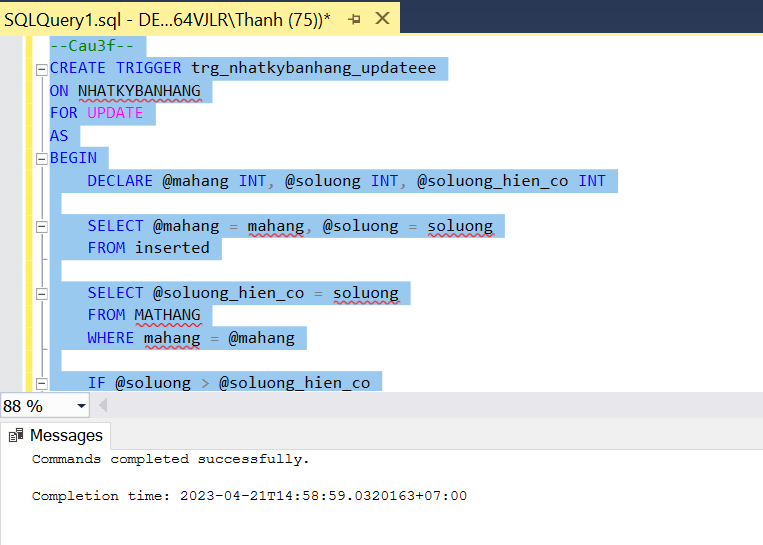 SQLQuery1.sql - DE...64VJLR\Thanh (75))*
--Cau3f--
CREATE TRIGGER trg_nhatkybanhang_updateee
ON NHATKYBANHANG
FOR UPDATE
AS
BEGIN
DECLARE @mahang INT, @soluong INT, @soluong_hien_co INT
SELECT @mahang = mahang, @soluong = soluong
FROM inserted
SELECT @soluong_hien_co = soluong
FROM MATHANG
WHERE mahang = @mahang
IF @soluong > @soluong_hien_co
88 %
Messages
Commands completed successfully.
Completion time: 2023-04-21T14:58:59.0320163+07:00